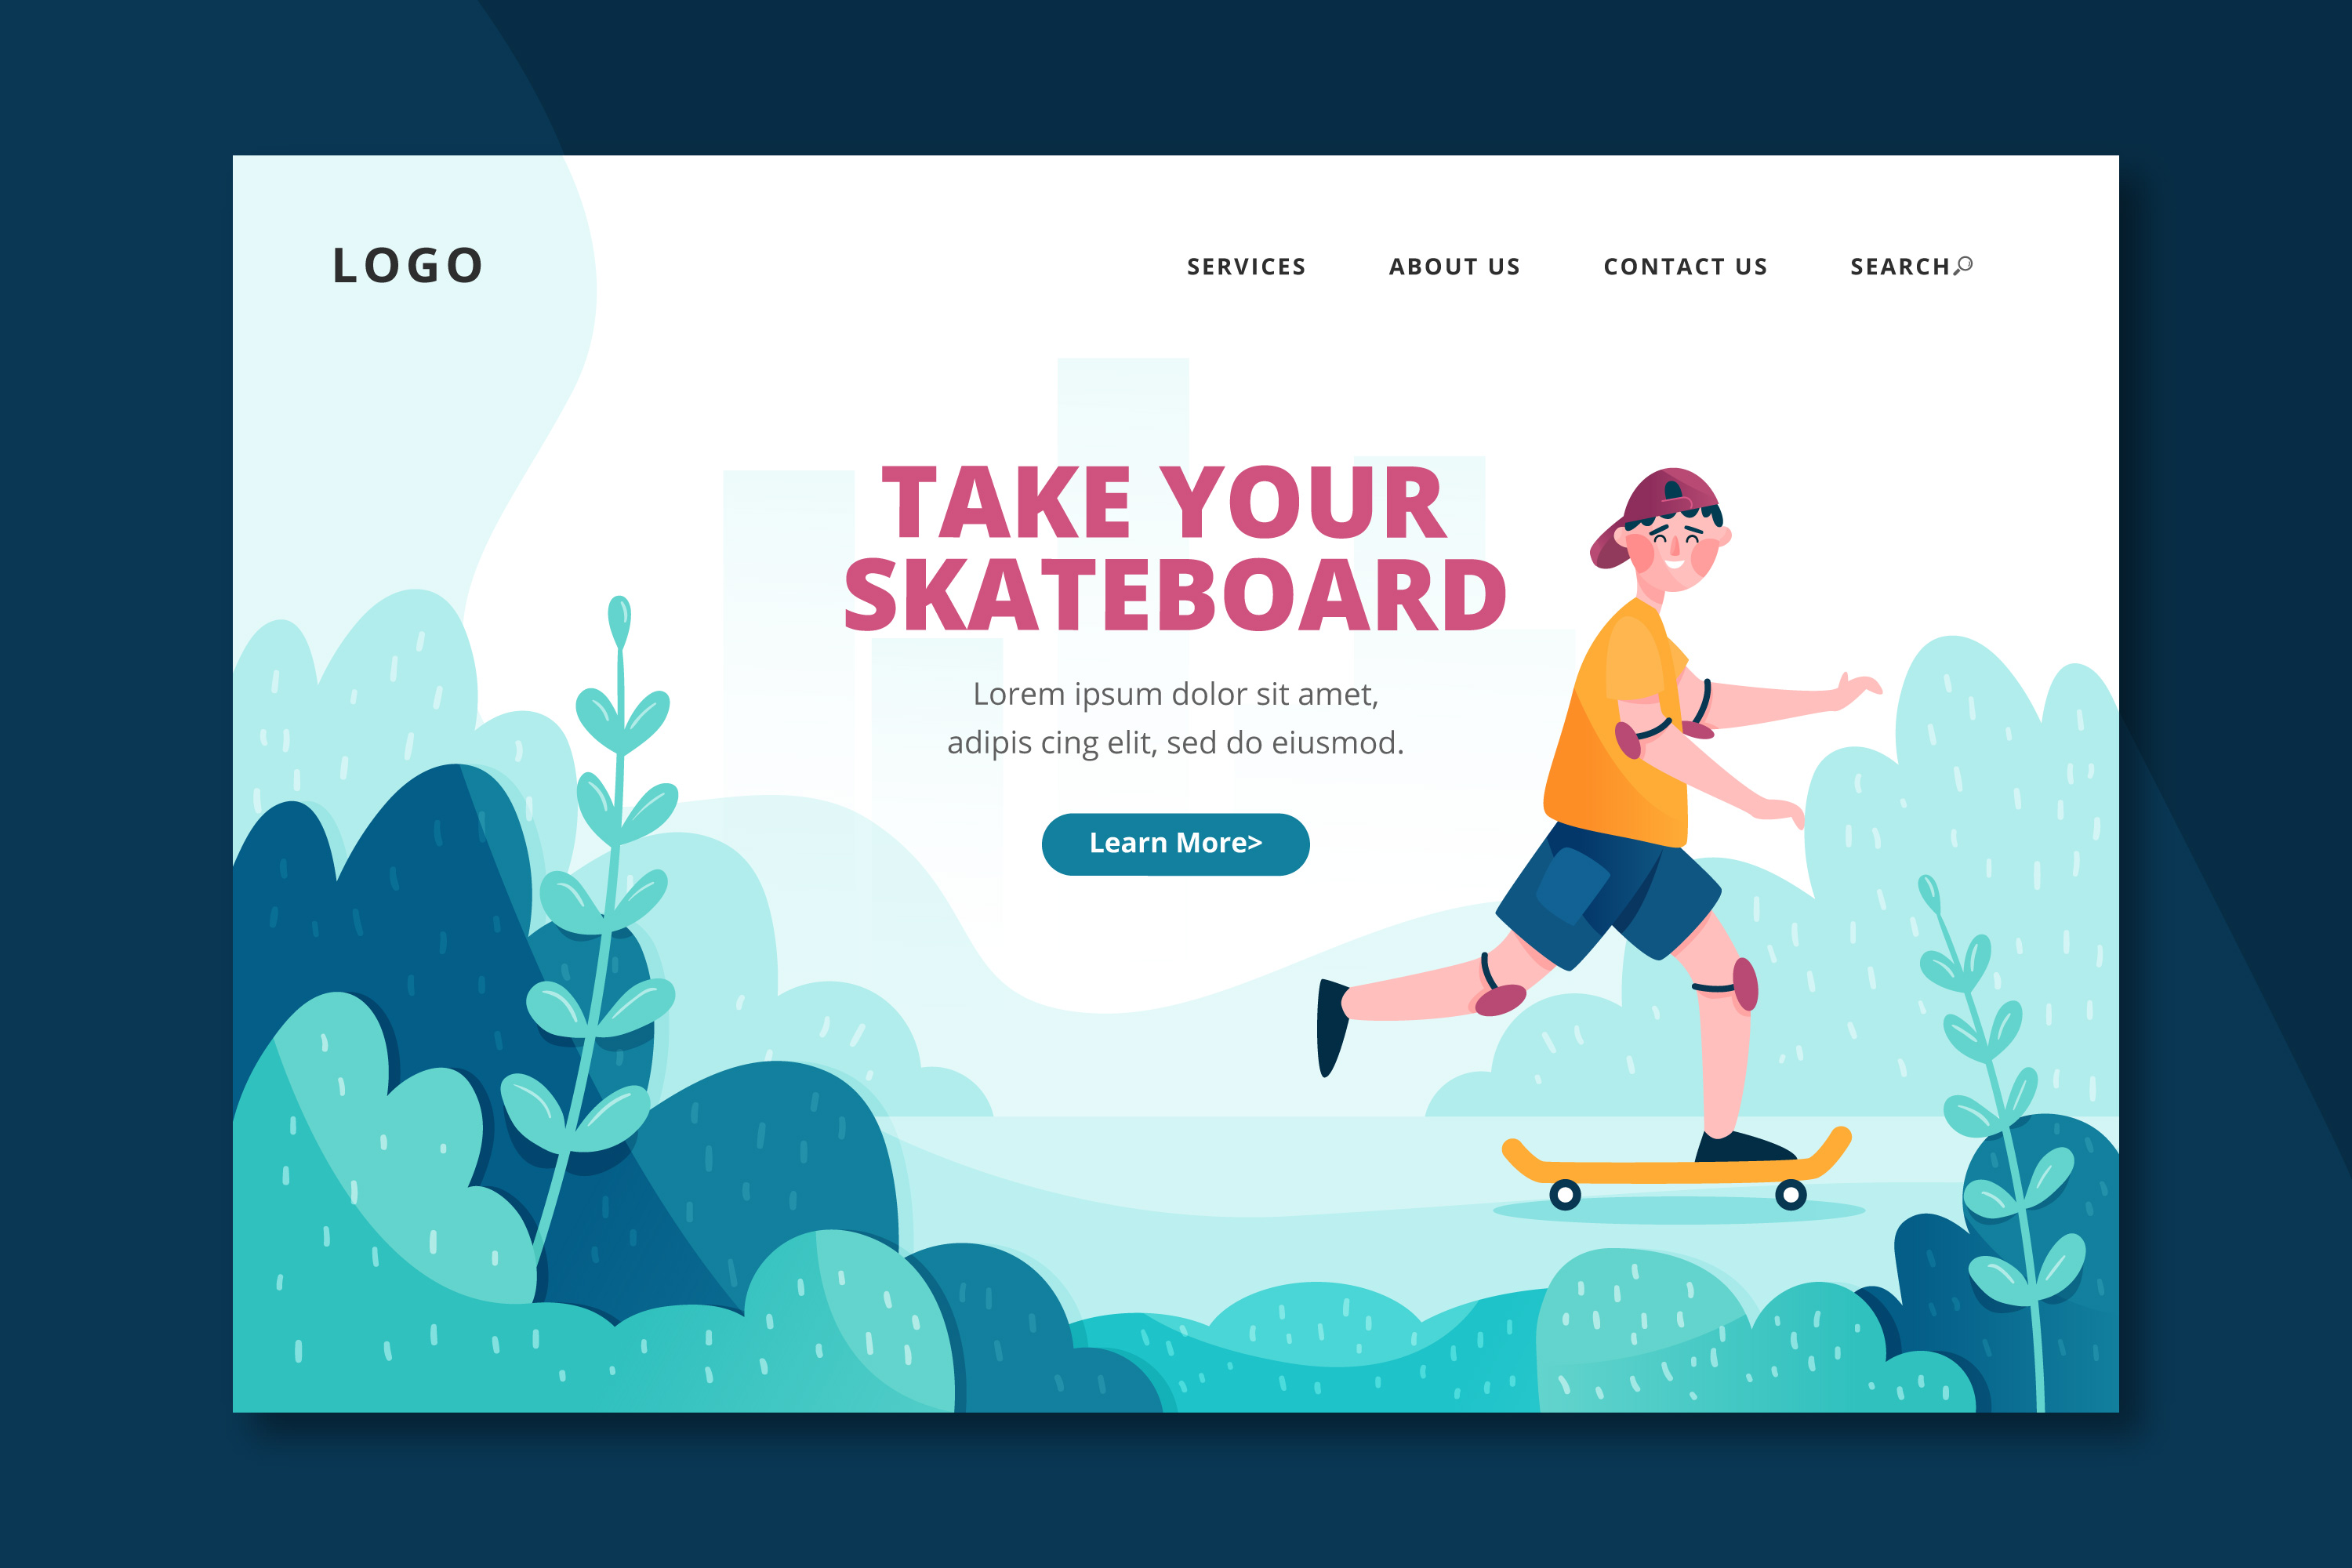 LOGO
SERVICES ABOUT US CONTACT US SEARCH
TAKE YOUR
SKATEBOARD
Lorem ipsum dolor sit amet,
adipis cing elit, sed do eiusmod.
Learn More>